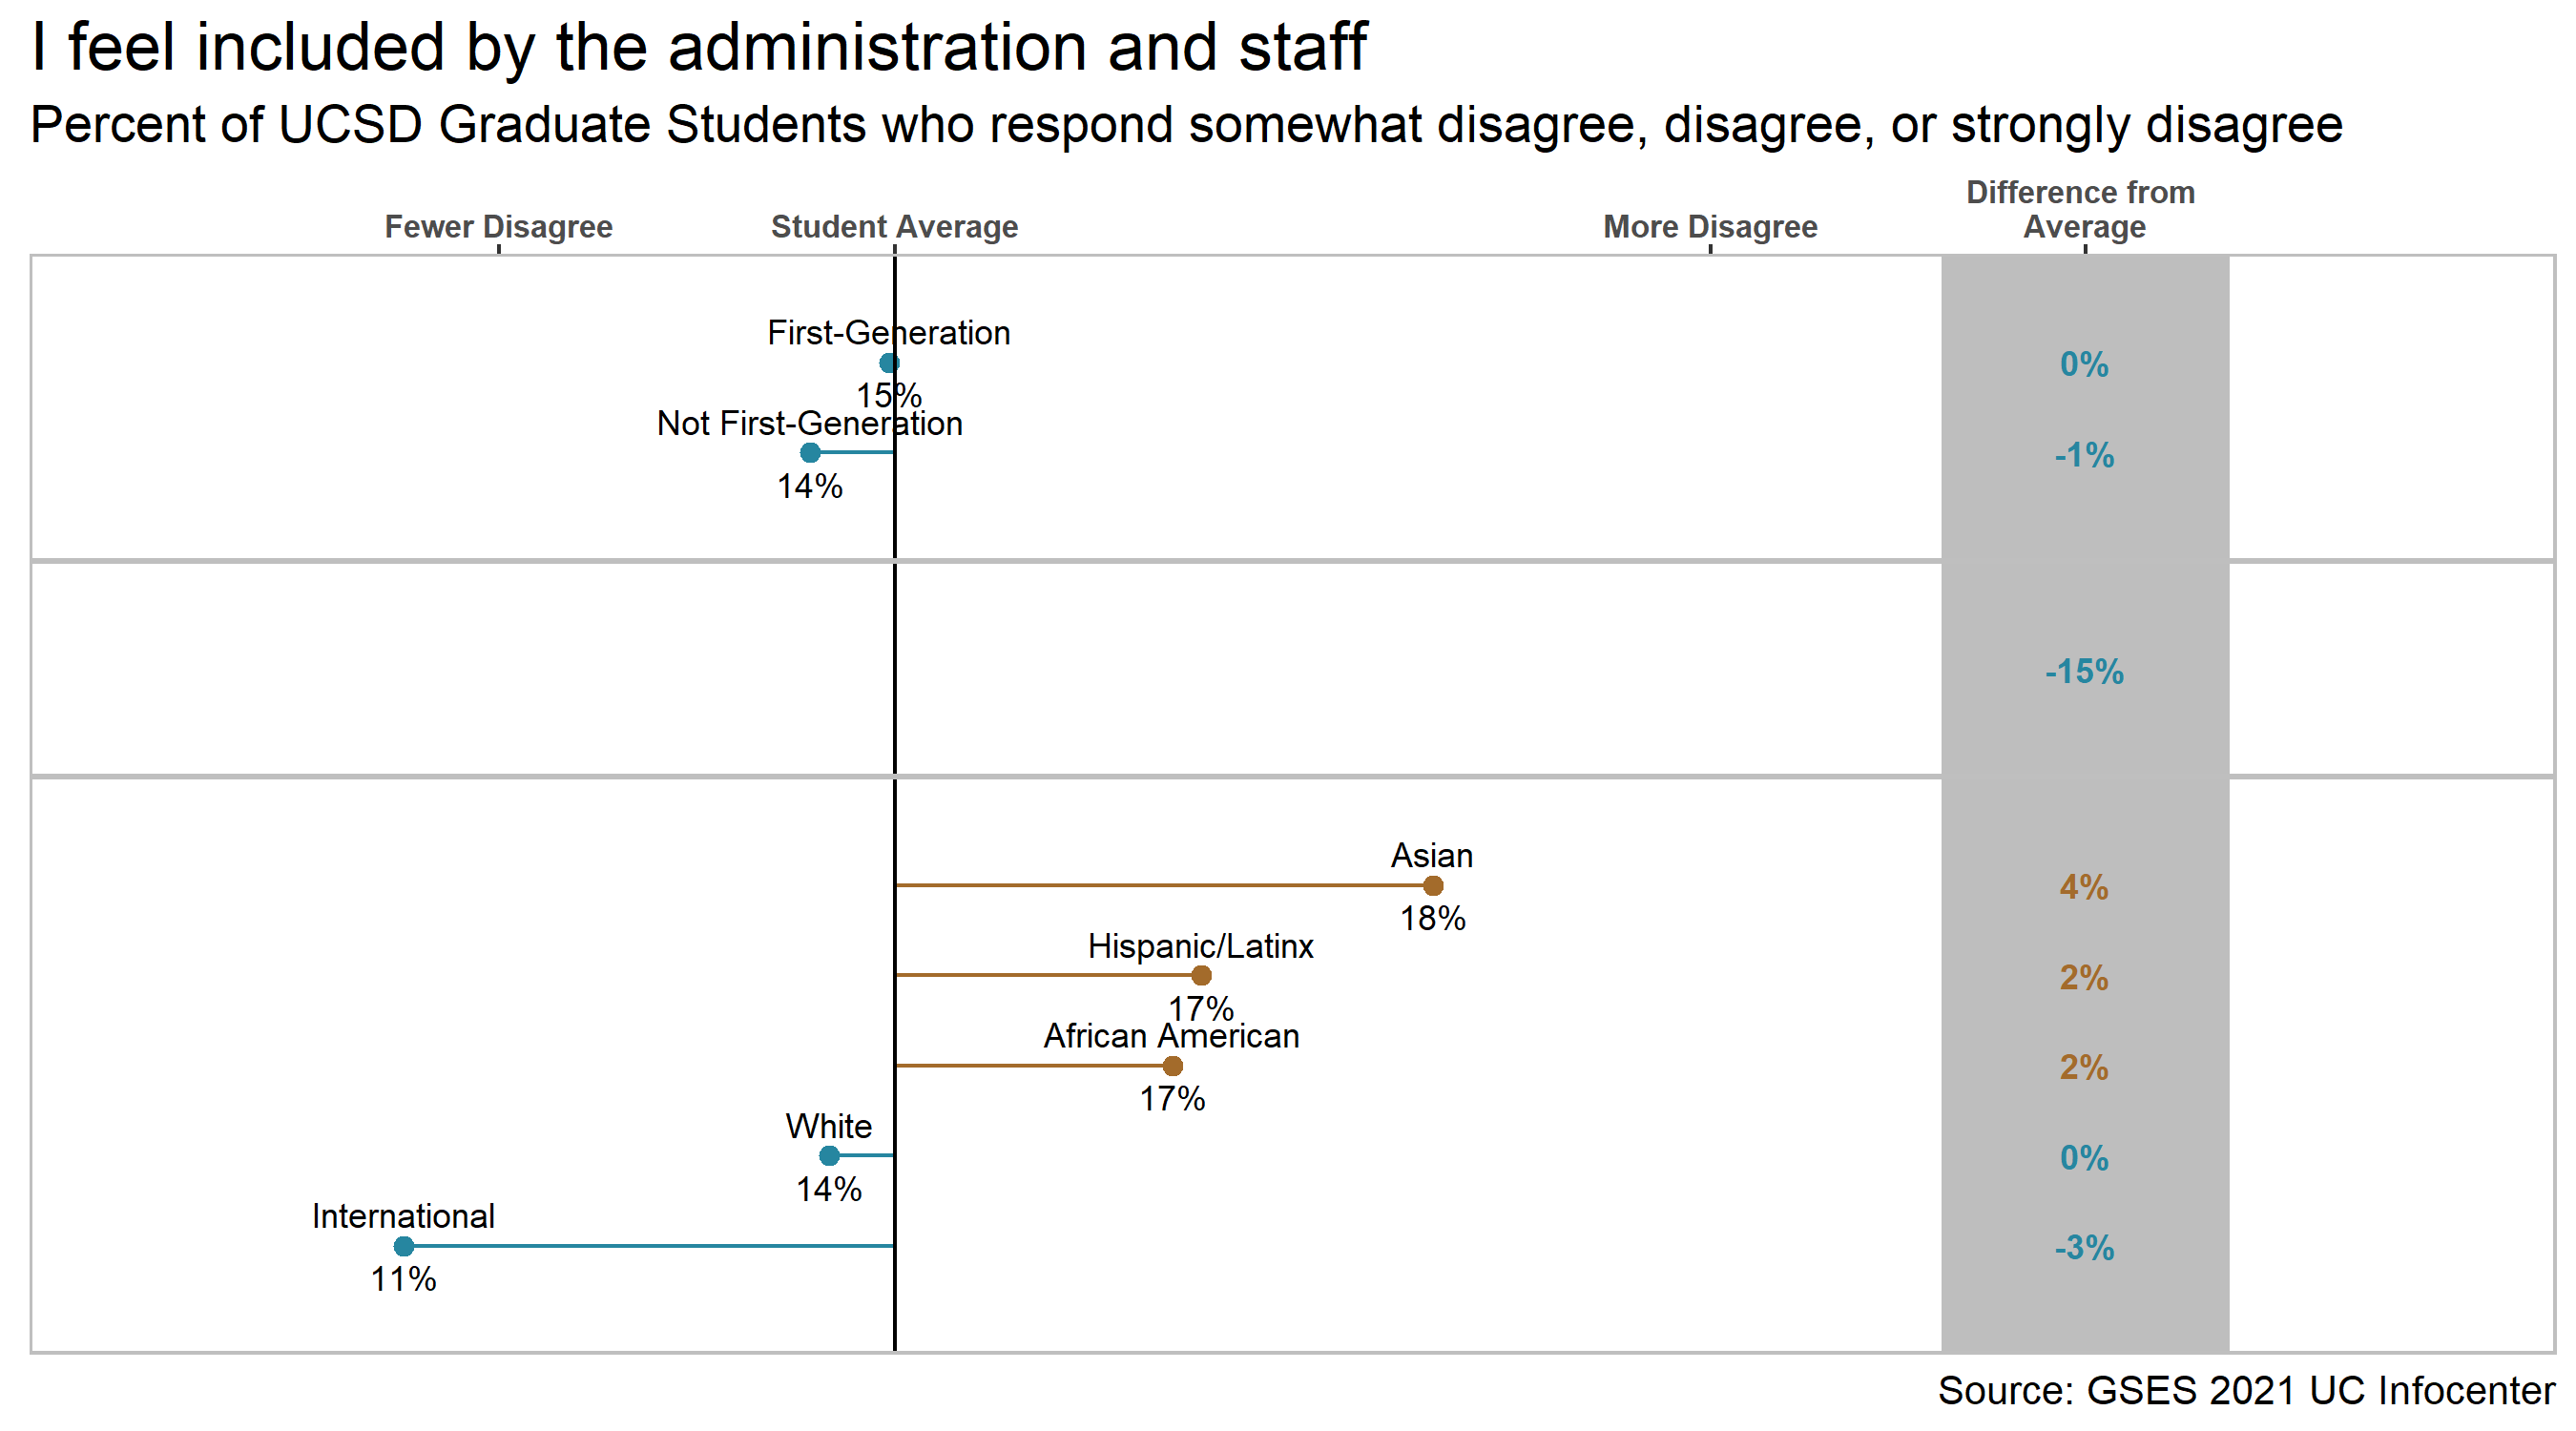 I feel included by the administration and staff
Percent of UCSD Graduate Students who respond somewhat disagree, disagree, or strongly disagree
Fewer Disagree
Student Average
More Disagree
Difference from
Average
First-Generation
15%
0%
Not First-Generation
14%
-1%
-15%
Asian
18%
4%
Hispanic/Latinx
17%
2%
African American
17%
2%
White
14%
0%
International
11%
-3%
Source: GSES 2021 UC Infocenter